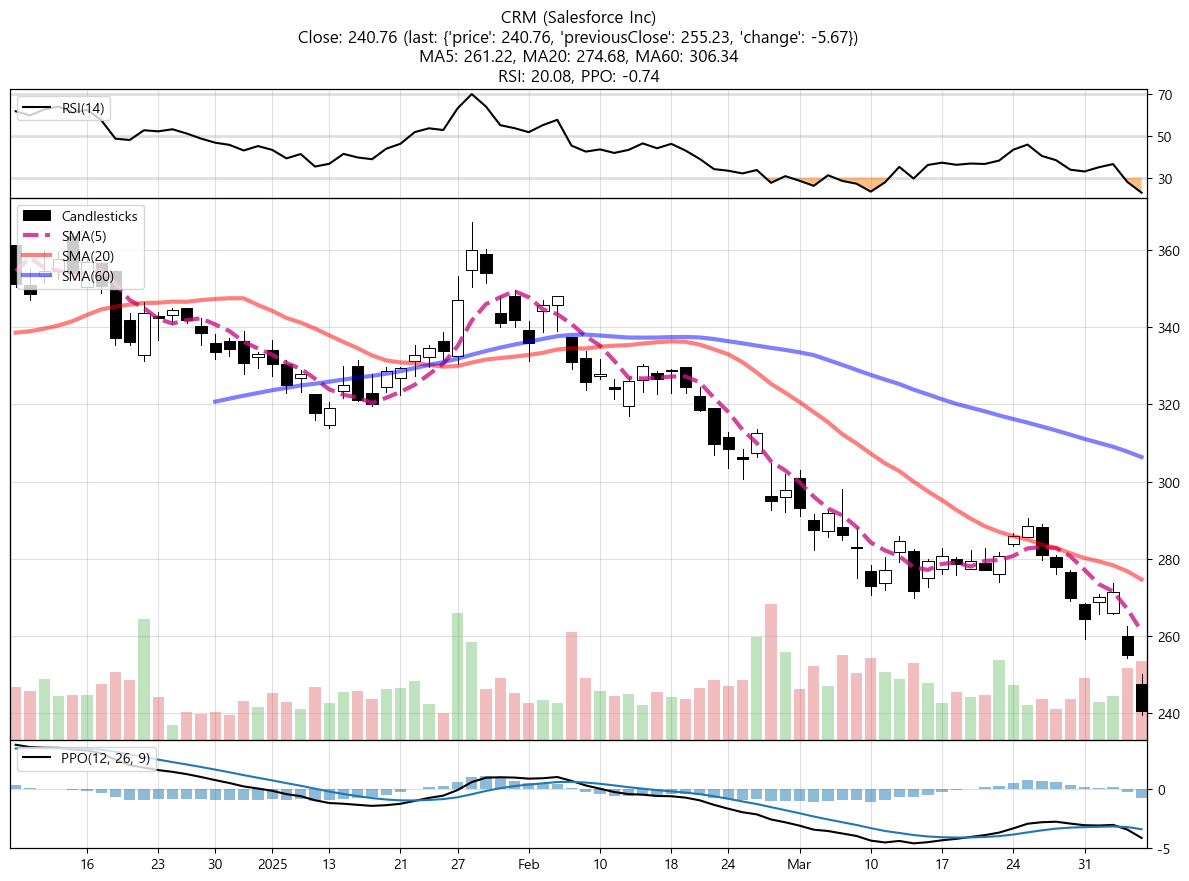 CRM (Salesforce Inc)
Close: 240.76 (last: {'price': 240.76, 'previousClose': 255.23, 'change': -5.67})
MA5: 261.22, MA20: 274.68, MA60: 306.34
RSI: 20.08, PPO: -0.74
RSI(14)
70
50
30
Candlesticks
SMA(5)
SMA(20)
SMA(60)
360
340
320
300
280
260
240
PPO(12, 26, 9)
0
-5
16 23 30 2025 13 21 27 Feb 10 18 24 Mar 10 17 24 31